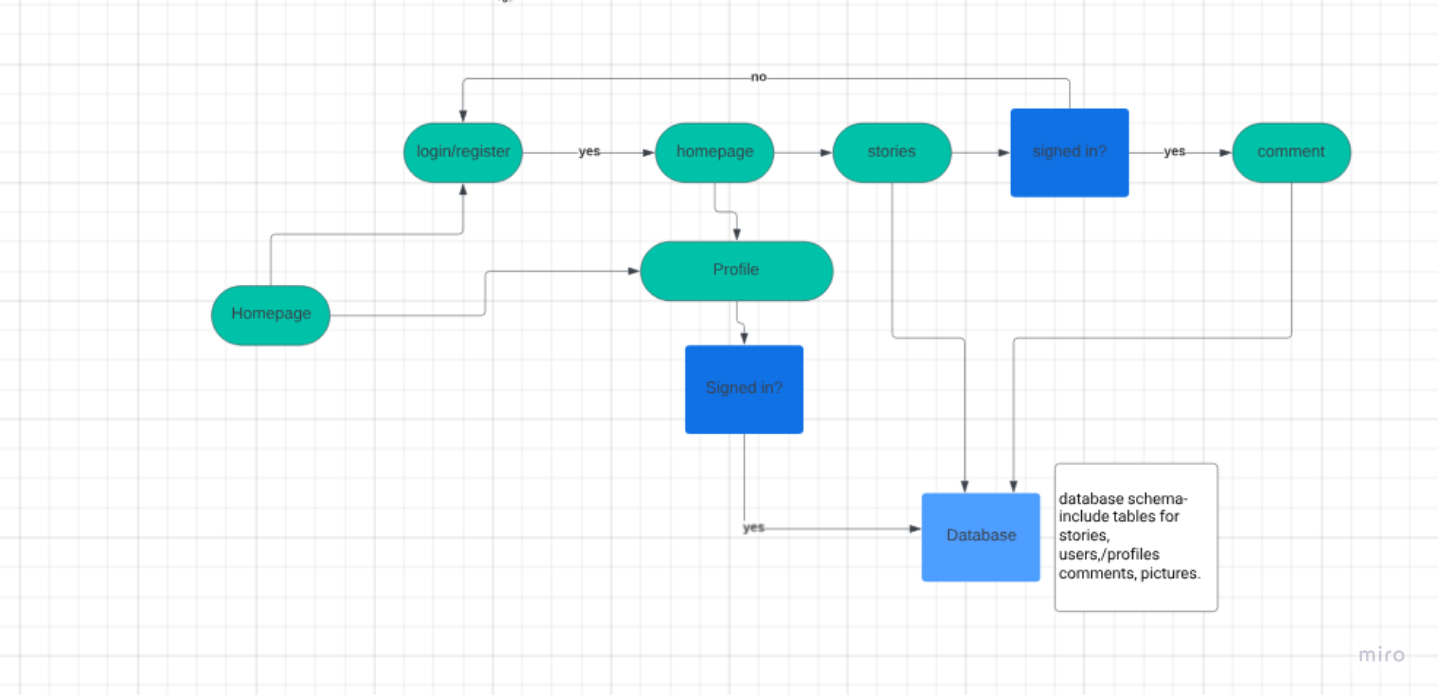 no
login/register
yes
homepage
stories
signed in?
yes
comment
Profile
Homepage
Signed in?
yes
Database
database schema-
include tables for
stories,
users,/profiles
comments, pictures.
miro